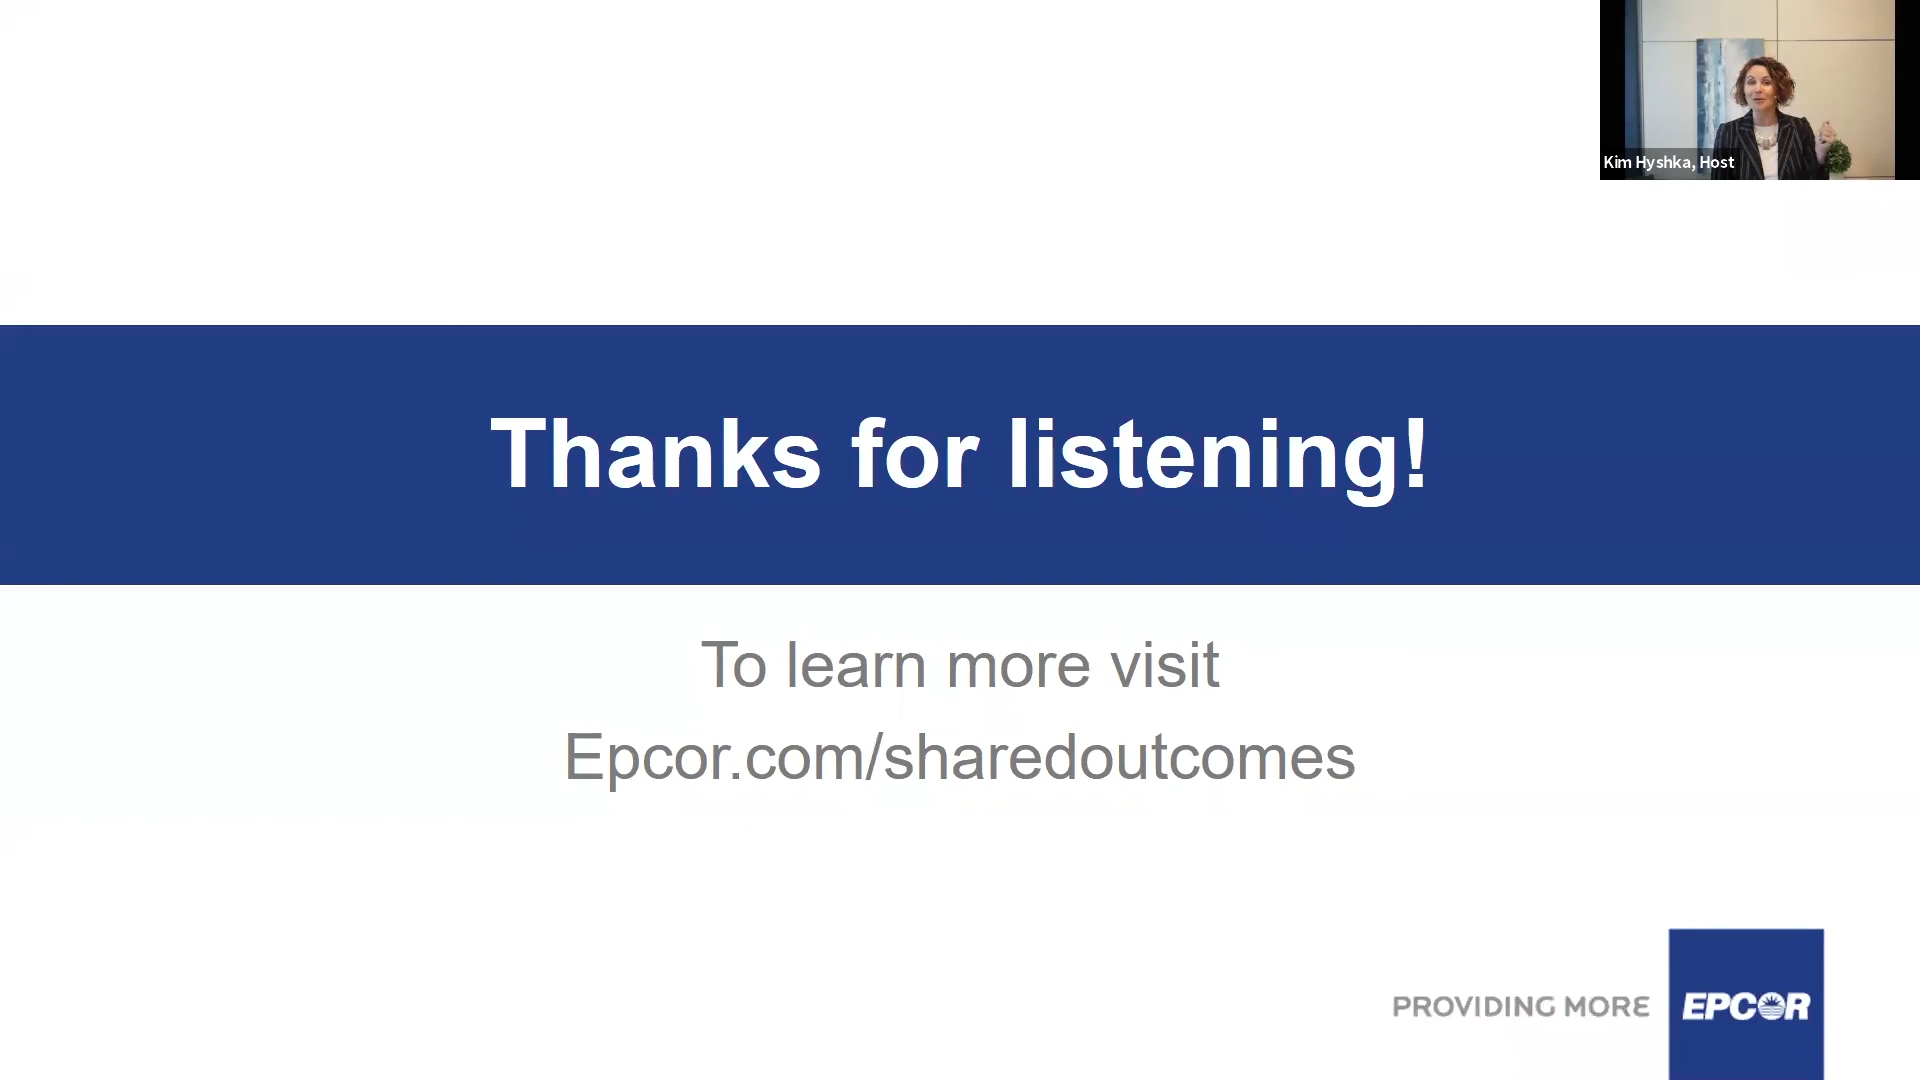 Kim Hyshka, Host
Thanks for listening!
To learn more visit
Epcor.com/sharedoutcomes
PROVIDING MORE
EPCOR